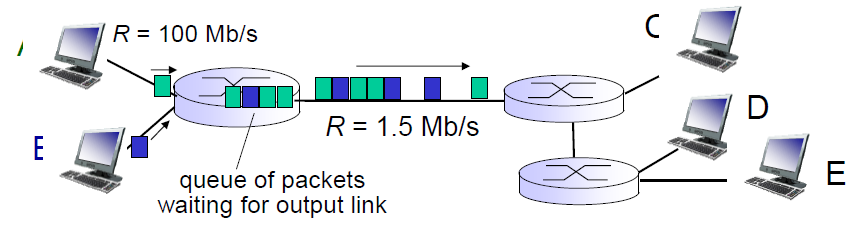 R = 100 Mb/s
C
R = 1.5 Mb/s
D
E
queue of packets
waiting for output link